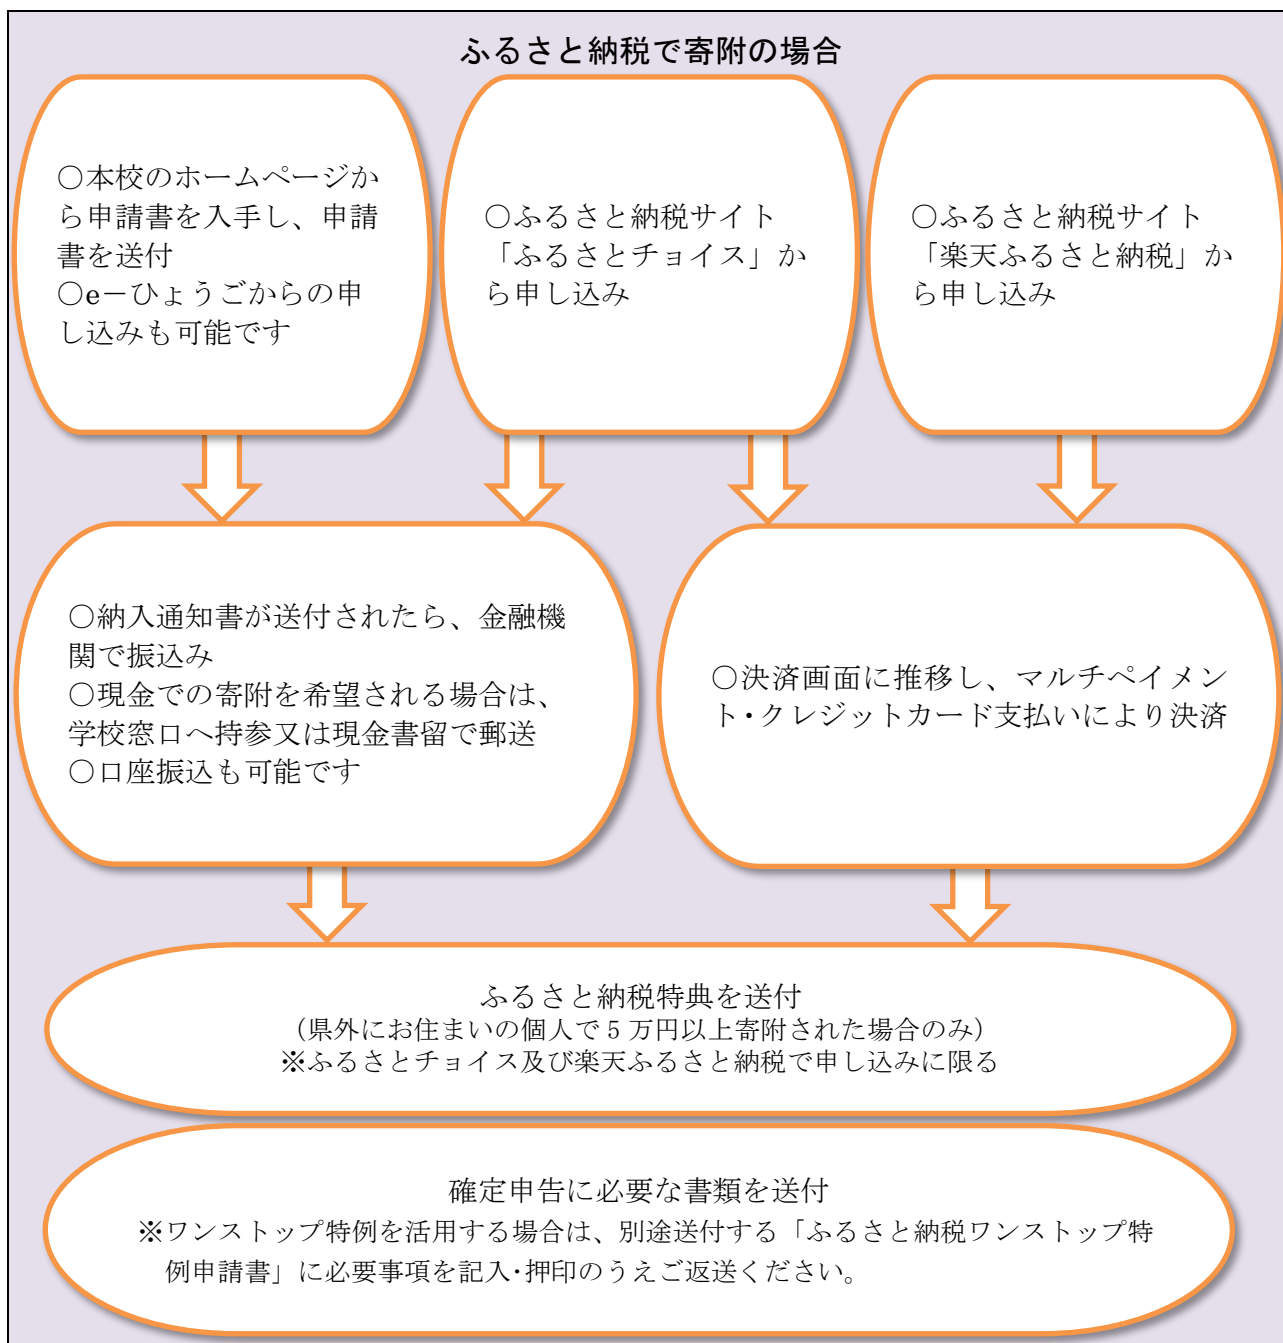 ふるさと納税で寄附の場合
〇本校のホームページか
ら申請書を入手し、申請
書を送付
〇e－ひょうごからの申
し込みも可能です
〇ふるさと納税サイト
「ふるさとチョイス」か
ら申し込み
〇ふるさと納税サイト
「楽天ふるさと納税」か
ら申し込み
〇納入通知書が送付されたら、金融機
関で振込み
〇現金での寄附を希望される場合は、
学校窓口へ持参又は現金書留で郵送
〇口座振込も可能です
〇決済画面に推移し、マルチペイメン
ト・クレジットカード支払いにより決済
ふるさと納税特典を送付
（県外にお住まいの個人で５万円以上寄附された場合のみ）
※ふるさとチョイス及び楽天ふるさと納税で申し込みに限る
確定申告に必要な書類を送付
※ワンストップ特例を活用する場合は、別途送付する「ふるさと納税ワンストップ特
例申請書」に必要事項を記入・押印のうえご返送ください。